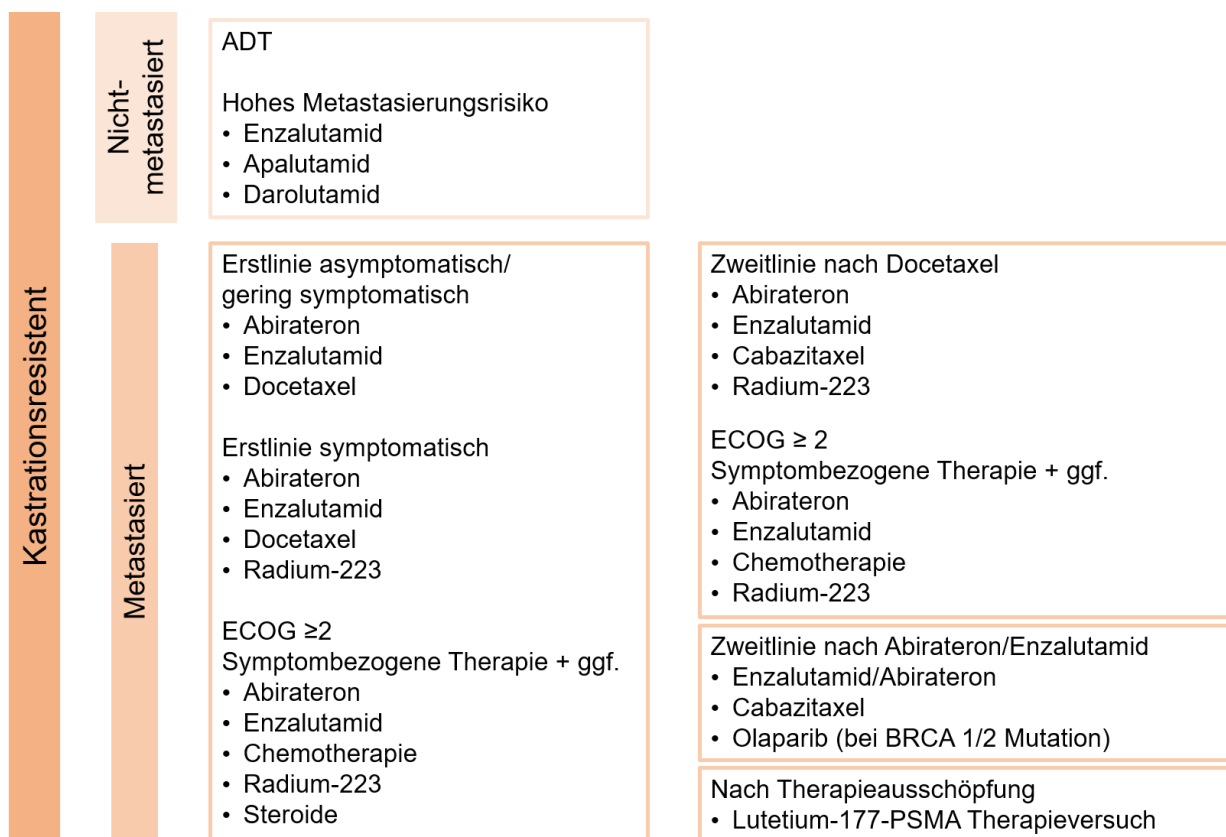 Kastrationsresistent
Nicht-
metastasiert
ADT
Hohes Metastasierungsrisiko
• Enzalutamid
• Apalutamid
• Darolutamid
Metastasiert
Erstlinie asymptomatisch/
gering symptomatisch
• Abirateron
• Enzalutamid
• Docetaxel
Erstlinie symptomatisch
• Abirateron
• Enzalutamid
• Docetaxel
• Radium-223
ECOG ≥2
Symptombezogene Therapie + ggf.
• Abirateron
• Enzalutamid
• Chemotherapie
• Radium-223
• Steroide
Zweitlinie nach Docetaxel
• Abirateron
• Enzalutamid
• Cabazitaxel
• Radium-223
ECOG ≥ 2
Symptombezogene Therapie + ggf.
• Abirateron
• Enzalutamid
• Chemotherapie
• Radium-223
Zweitlinie nach Abirateron/Enzalutamid
• Enzalutamid/Abirateron
• Cabazitaxel
• Olaparib (bei BRCA 1/2 Mutation)
Nach Therapieausschöpfung
• Lutetium-177-PSMA Therapieversuch